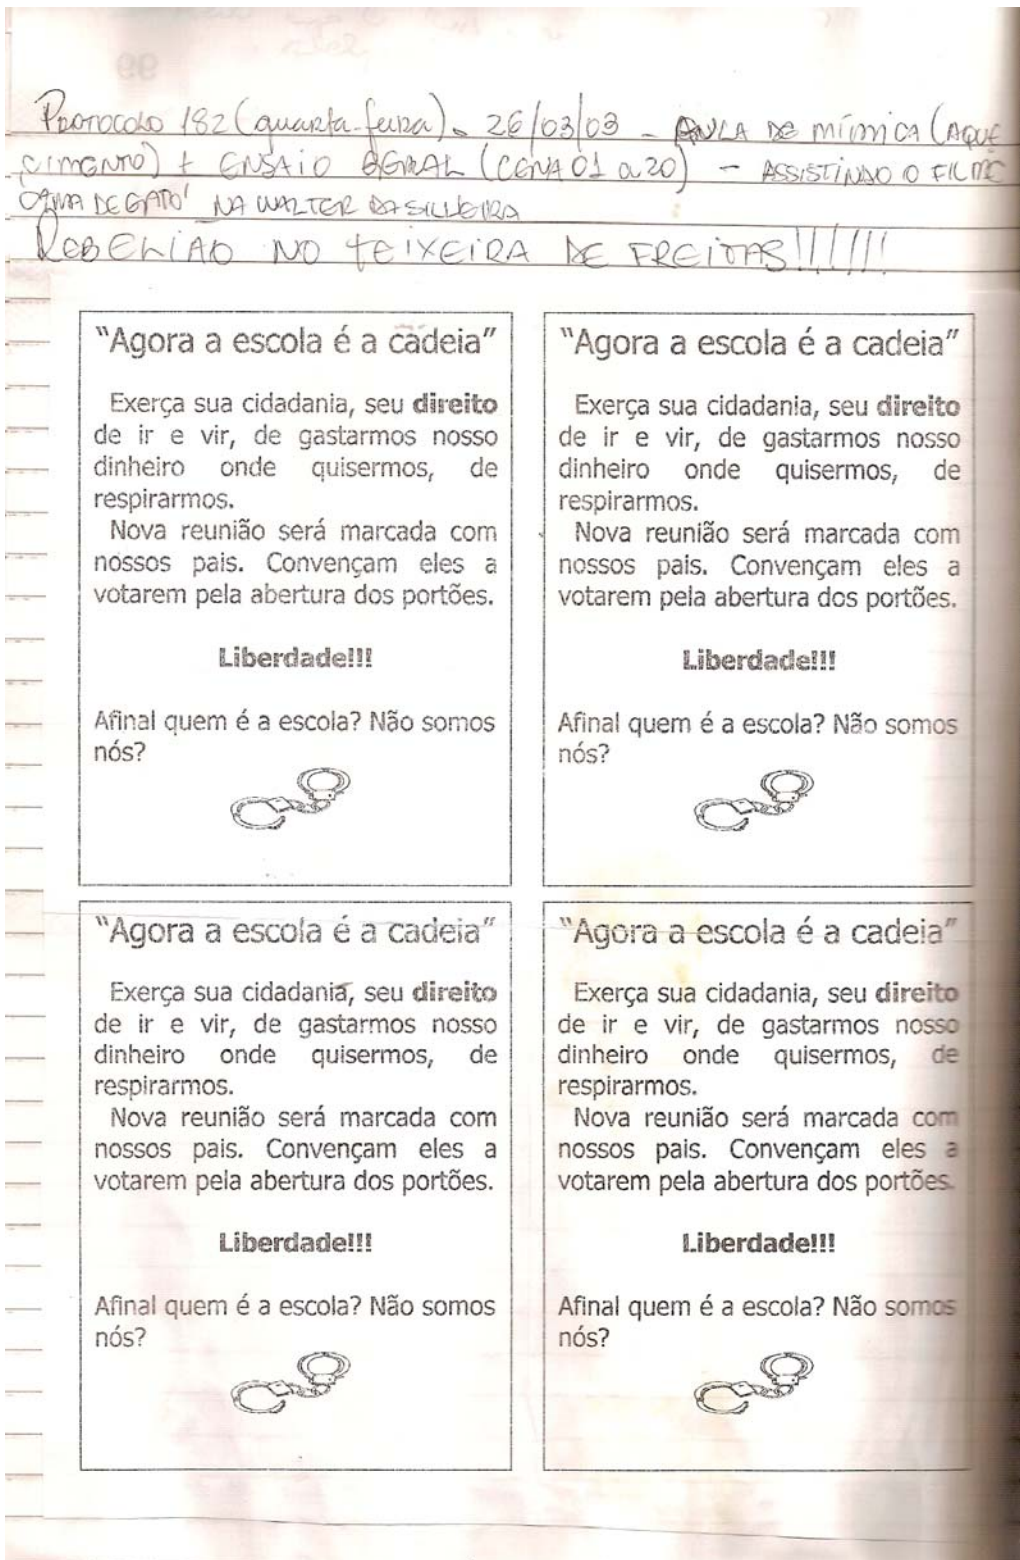 PROTOCOLO 182 (quarta-feira). 26/03/03 - AULA DE mímica (AQUE
CIMENTO) + ENSAIO GERAL (CENA 01 a 20) - ASSISTINDO O FILME
DE GATO' NA WALTER DA SILVEIRA
REBELIÃO NO TEIXEIRA DE FREITAS!!!!!!
"Agora a escola é a cadeia"
Exerça sua cidadania, seu direito
de ir e vir, de gastarmos nosso
dinheiro onde quisermos, de
respirarmos.
Nova reunião será marcada com
nossos pais. Convençam eles a
votarem pela abertura dos portões.
Liberdade!!!
Afinal quem é a escola? Não somos
nós?
"Agora a escola é a cadeia"
Exerça sua cidadania, seu direito
de ir e vir, de gastarmos nosso
dinheiro onde quisermos, de
respirarmos.
Nova reunião será marcada com
nossos pais. Convençam eles a
votarem pela abertura dos portões.
Liberdade!!!
Afinal quem é a escola? Não somos
nós?
"Agora a escola é a cadeia"
Exerça sua cidadania, seu direito
de ir e vir, de gastarmos nosso
dinheiro onde quisermos, de
respirarmos.
Nova reunião será marcada com
nossos pais. Convençam eles a
votarem pela abertura dos portões.
Liberdade!!!
Afinal quem é a escola? Não somos
nós?
"Agora a escola é a cadeia"
Exerça sua cidadania, seu direito
de ir e vir, de gastarmos nosso
dinheiro onde quisermos, de
respirarmos.
Nova reunião será marcada com
nossos pais. Convençam eles a
votarem pela abertura dos portões.
Liberdade!!!
Afinal quem é a escola? Não somos
nós?